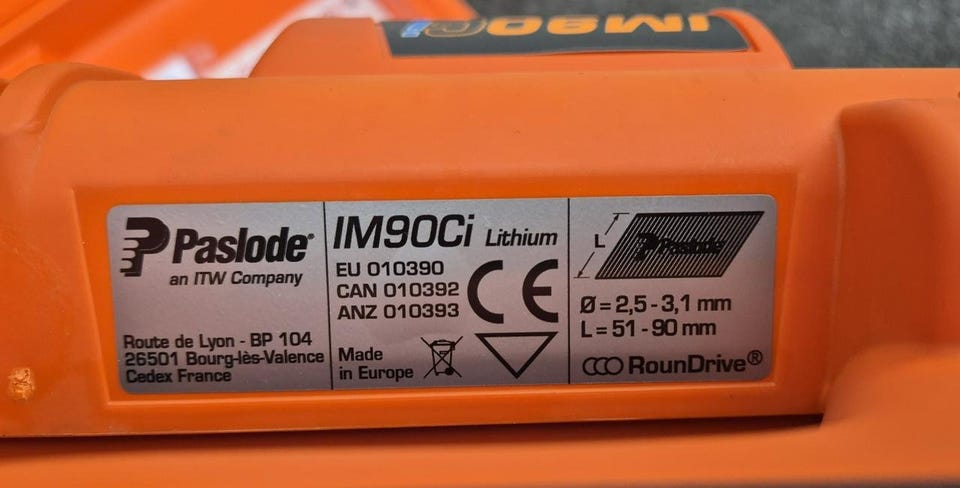 IM90Ci
Paslode®
an ITW Company
Route de Lyon - BP 104
26501 Bourg-lès-Valence
Cedex France
IM90Ci Lithium
EU 010390
CAN 010392
ANZ 010393
CE
Made
in Europe
L
Paslode
Ø = 2,5 - 3,1 mm
L = 51 - 90 mm
RounDrive®